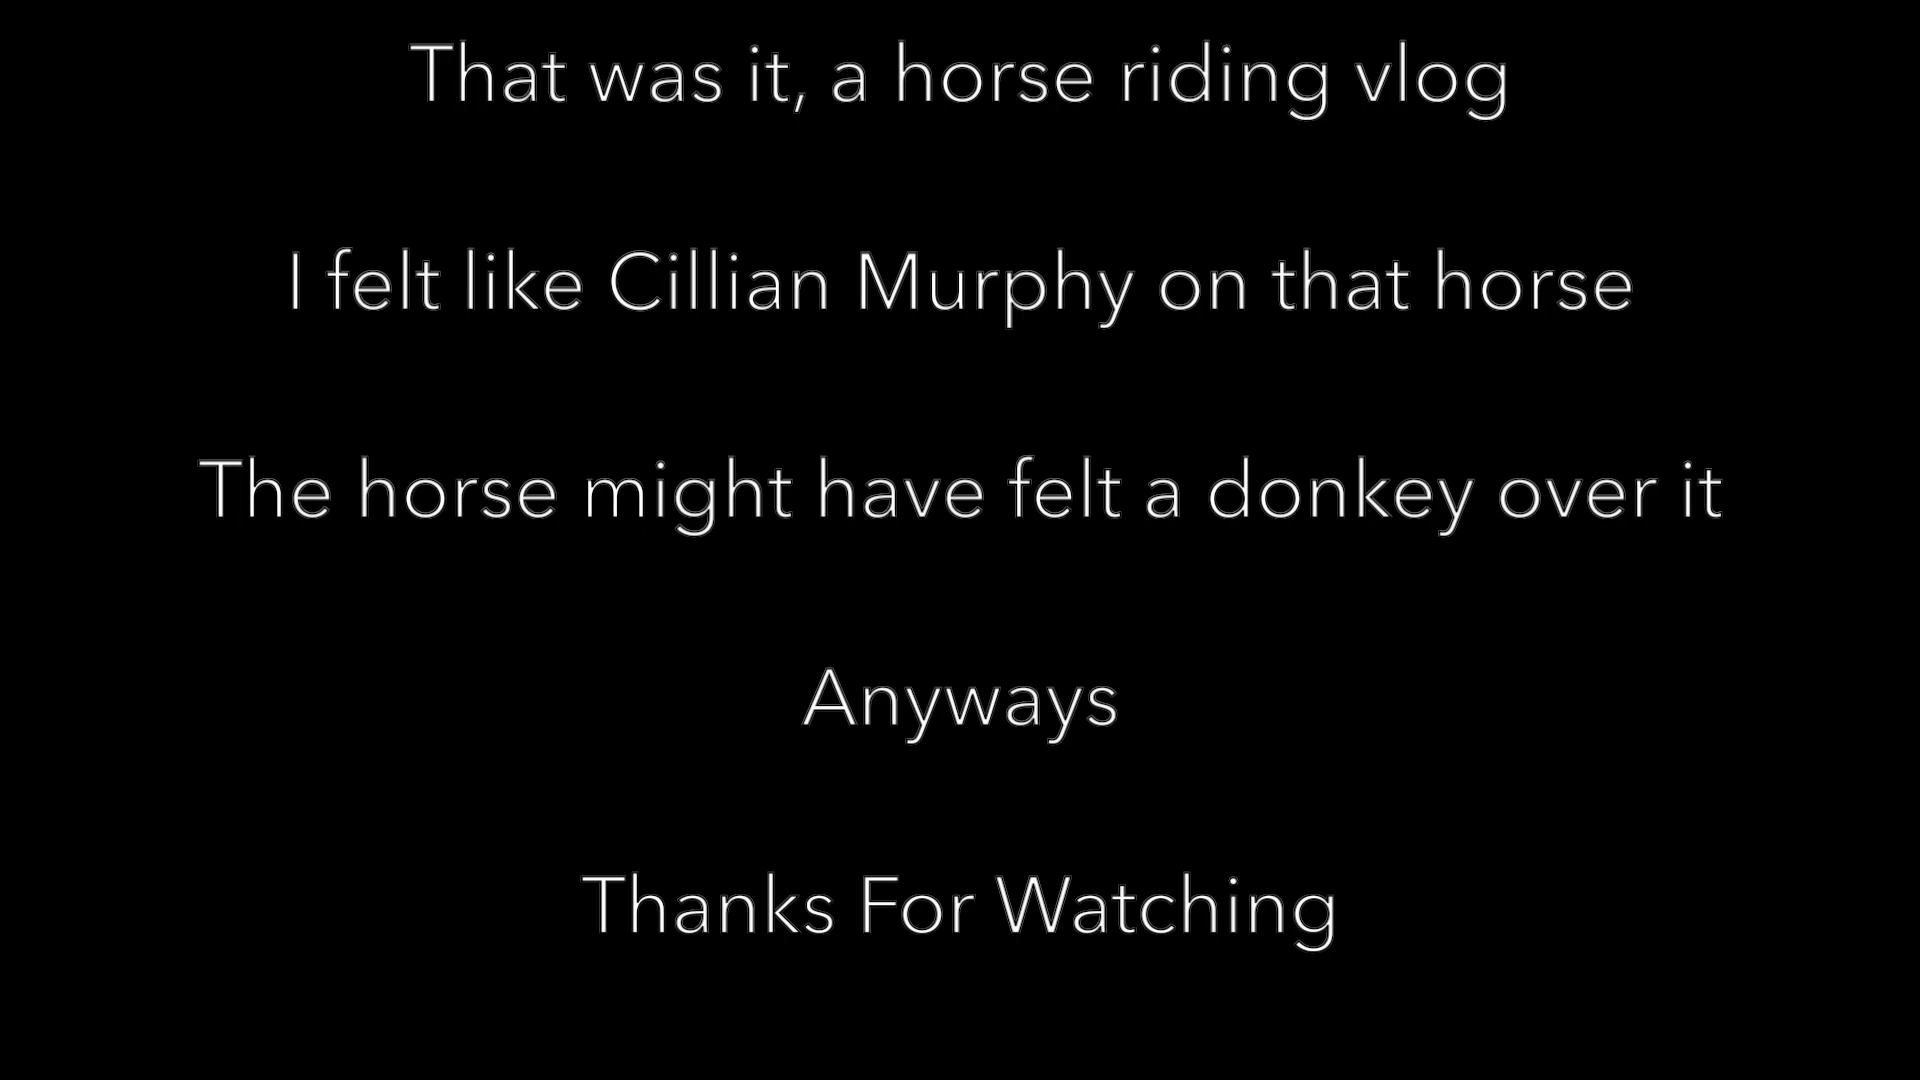 That was it, a horse riding vlog
I felt like Cillian Murphy on that horse
The horse might have felt a donkey over it
Anyways
Thanks For Watching